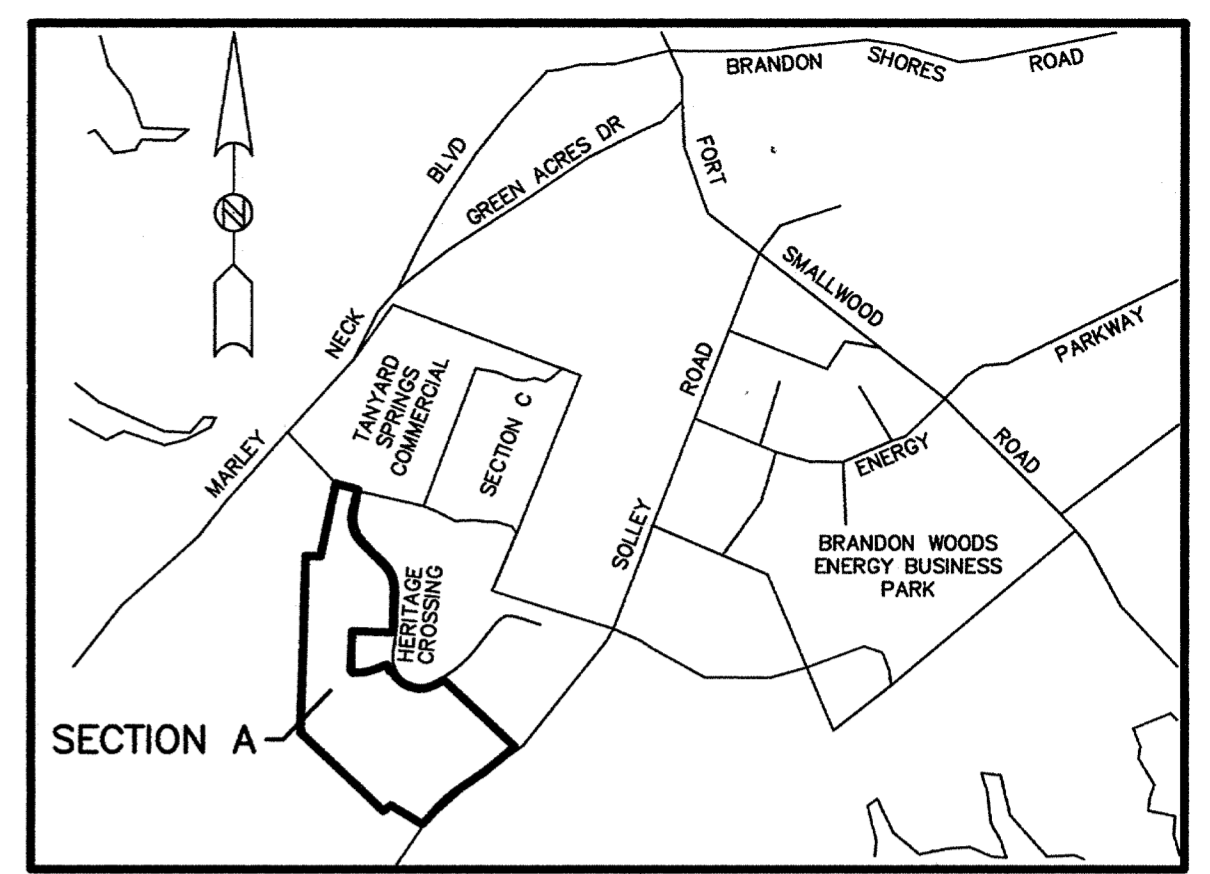 BRANDON SHORES ROAD
BLVD
GREEN ACRES DR
FORT
N
SMALLWOOD
NECK
PARKWAY
ROAD
TANYARD
SPRINGS
COMMERCIAL
SECTION C
MARLEY
ENERGY
ROAD
SOLLEY
BRANDON WOODS
ENERGY BUSINESS
PARK
HERITAGE
CROSSING
SECTION A